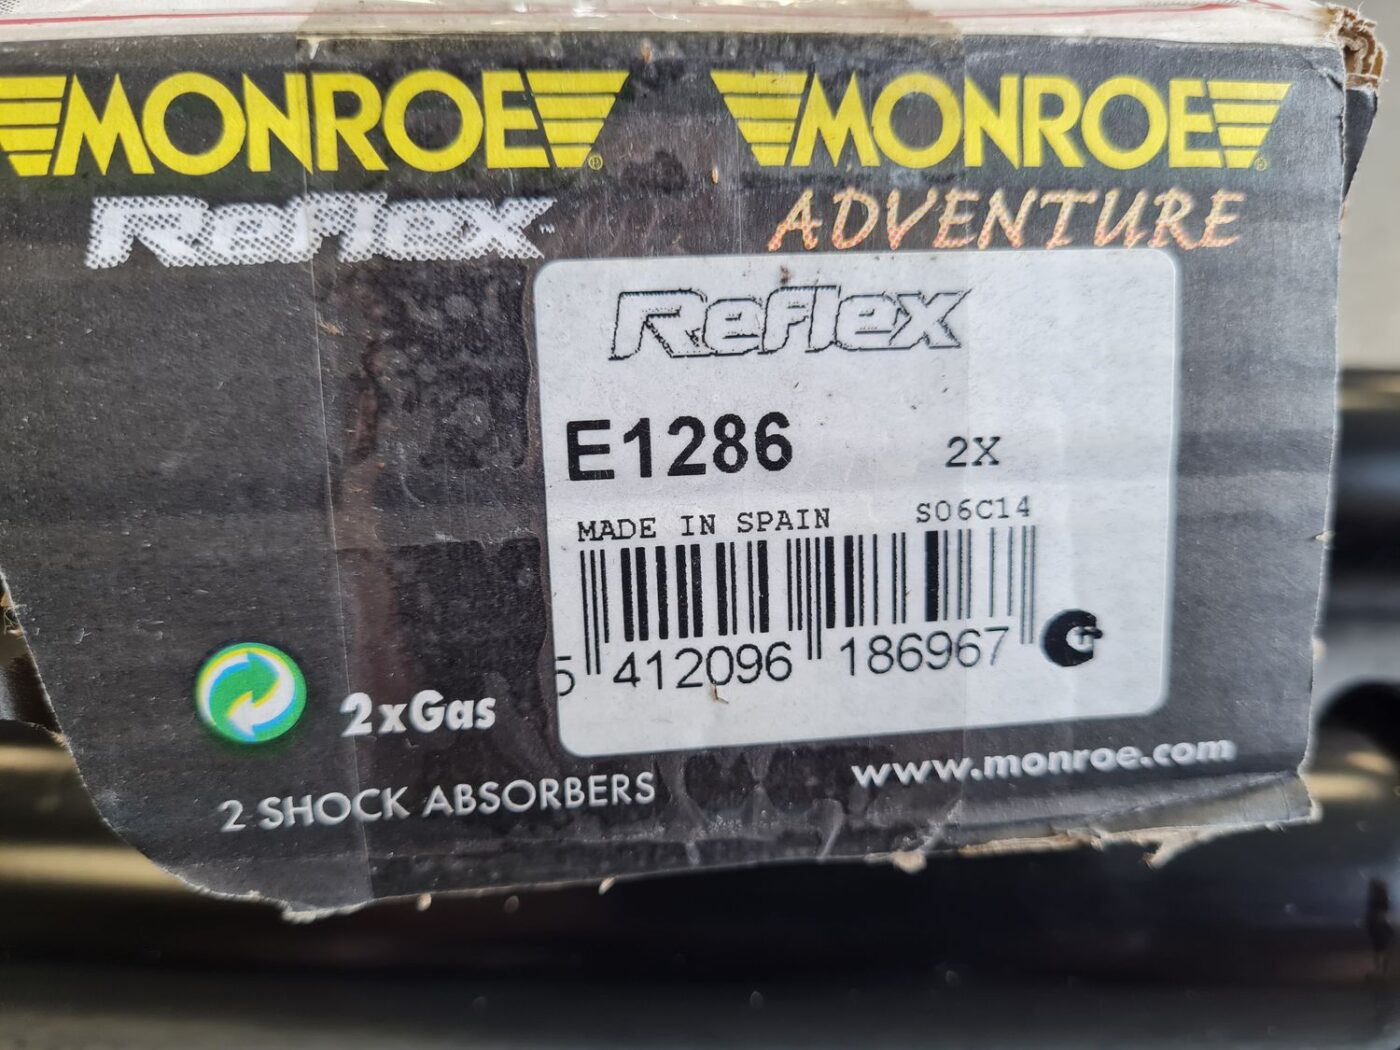 MONROE® MONROE®
Reflex™ ADVENTURE
Reflex
E1286 2X
MADE IN SPAIN S06C14
5 412096 186967
2xGas
www.monroe.com
2 SHOCK ABSORBERS